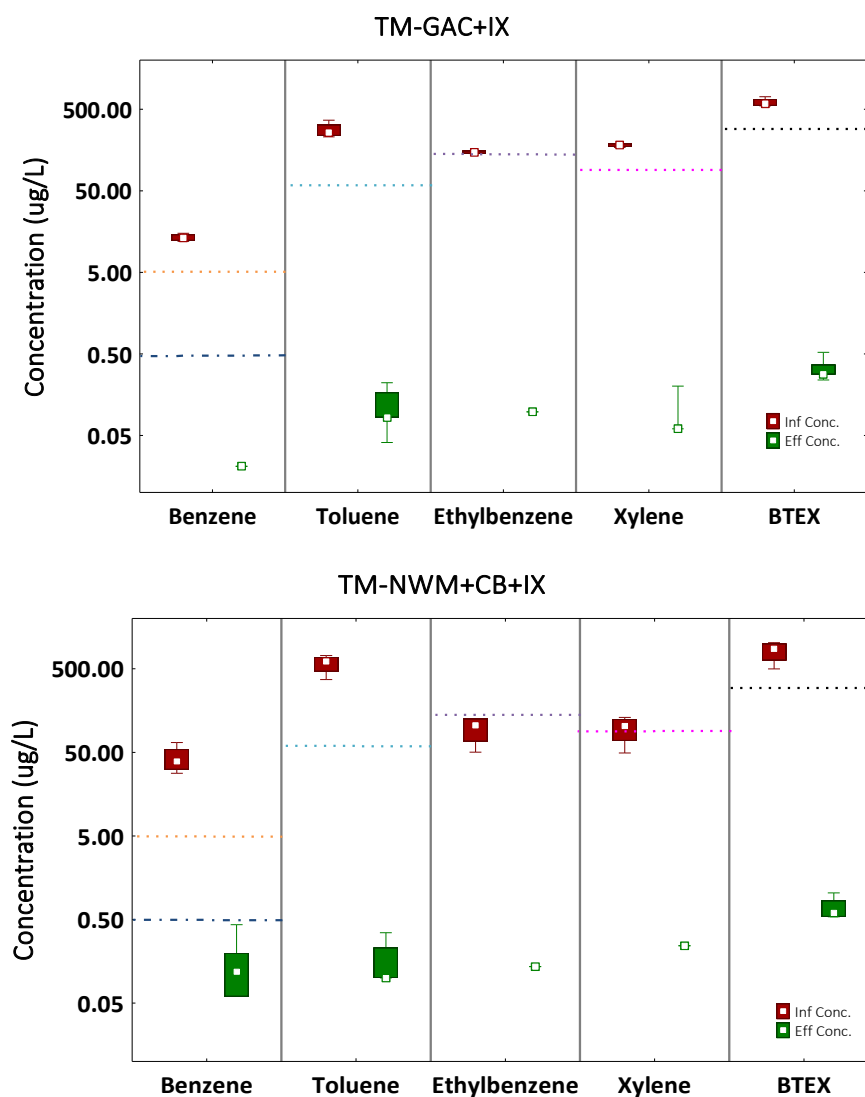 TM-GAC+IX
Concentration (ug/L)
500.00
50.00
5.00
0.50
0.05
Inf Conc.
Eff Conc.
Benzene Toluene Ethylbenzene Xylene BTEX
TM-NWM+CB+IX
Concentration (ug/L)
500.00
50.00
5.00
0.50
0.05
Inf Conc.
Eff Conc.
Benzene Toluene Ethylbenzene Xylene BTEX